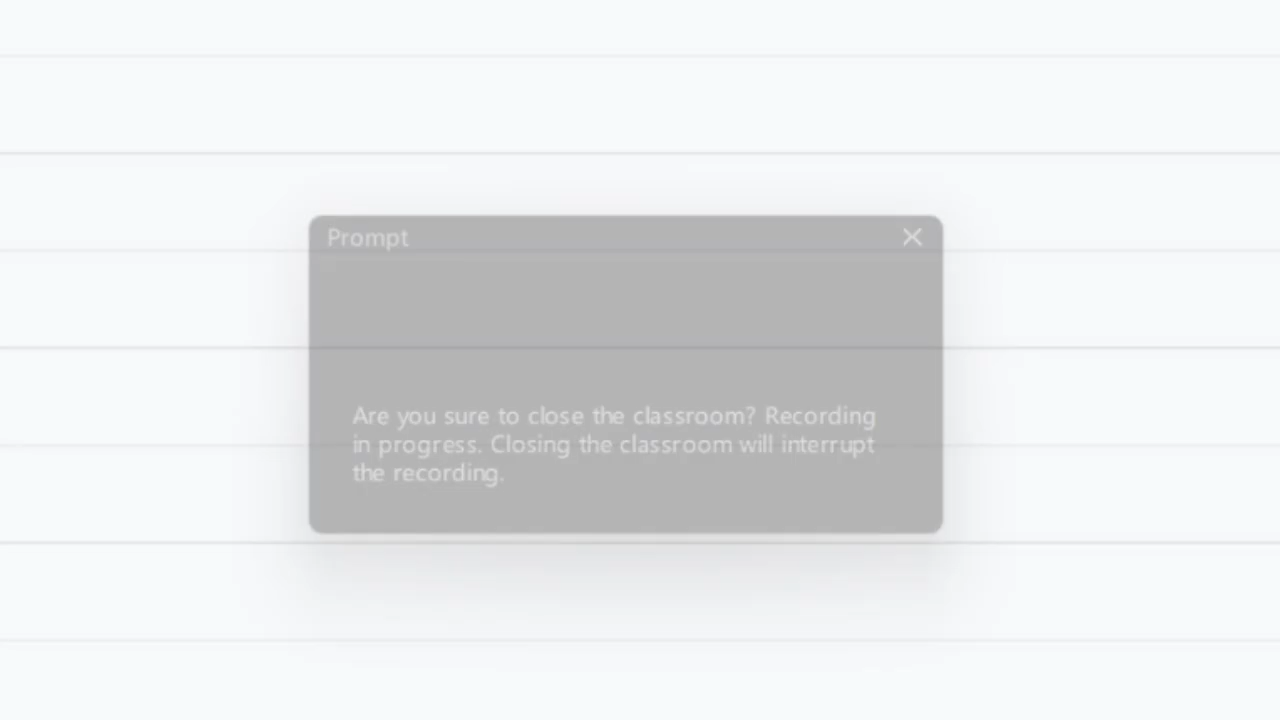 Prompt
Are you sure to close the classroom? Recording
in progress. Closing the classroom will interrupt
the recording.